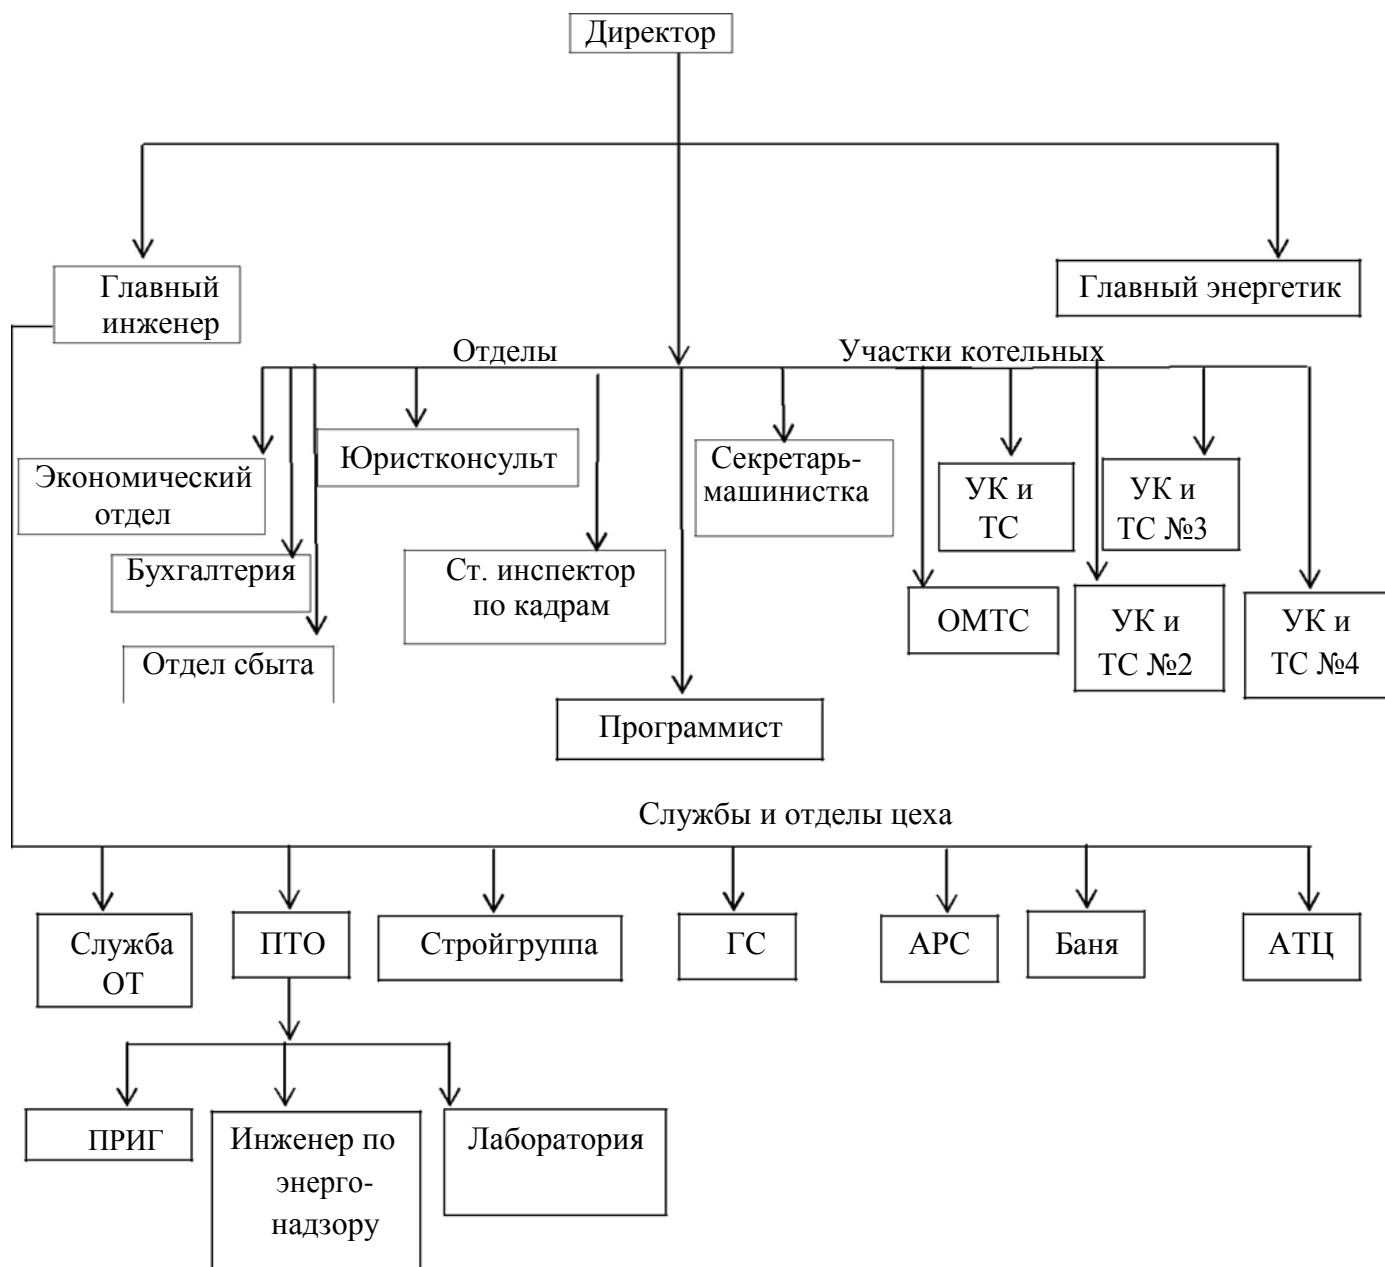 Директор
Главный
инженер
Главный энергетик
Отделы
Участки котельных
Экономический
отдел
Бухгалтерия
Отдел сбыта
Юристконсульт
Ст. инспектор
по кадрам
Программист
Секретарь-
машинистка
ОМТС
УК и
ТС
УК и
ТС №2
УК и
ТС №3
УК и
ТС №4
Службы и отделы цеха
Служба
ОТ
ПТО
Стройгруппа
ГС
АРС
Баня
АТЦ
ПРИГ
Инженер по
энерго-
надзору
Лаборатория